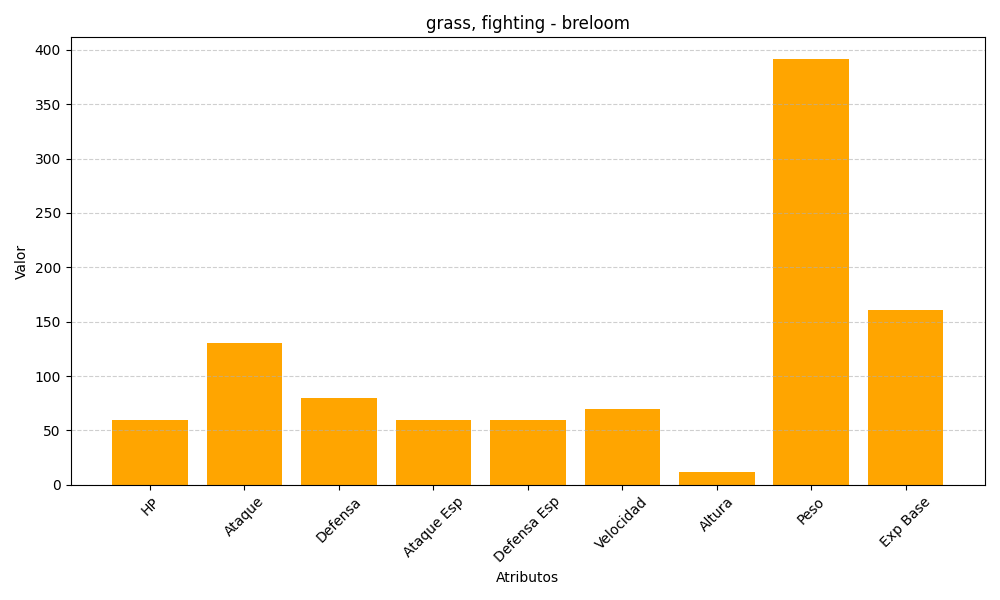 grass, fighting - breloom
Valor
400
350
300
250
200
150
100
50
0
HP
Ataque
Defensa
Ataque Esp
Defensa Esp
Velocidad
Altura
Peso
Exp Base
Atributos